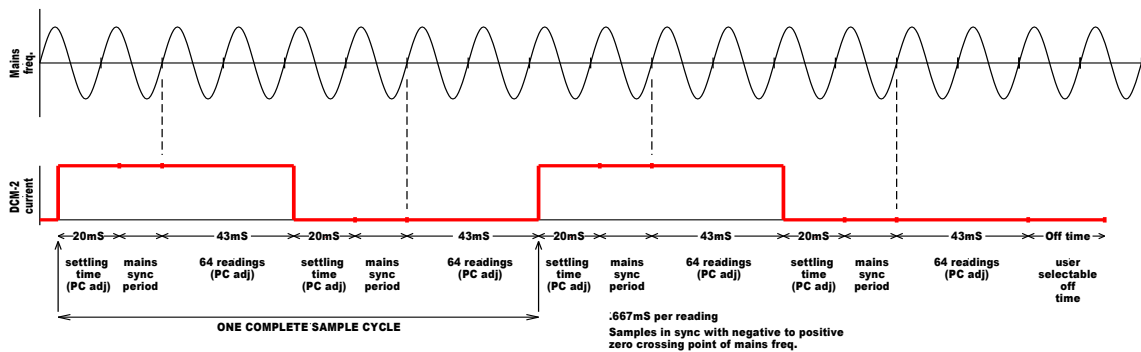 Mains
freq.
DCM-2
current
20mS 43mS 20mS 43mS 20mS 43mS 20mS 43mS Off time
settling
time
(PC adj)
mains
sync
period
64 readings
(PC adj)
settling
time
(PC adj)
mains
sync
period
64 readings
(PC adj)
settling
time
(PC adj)
mains
sync
period
64 readings
(PC adj)
settling
time
(PC adj)
mains
sync
period
64 readings
(PC adj)
user
selectable
off
time
ONE COMPLETE SAMPLE CYCLE
.667mS per reading
Samples in sync with negative to positive
zero crossing point of mains freq.